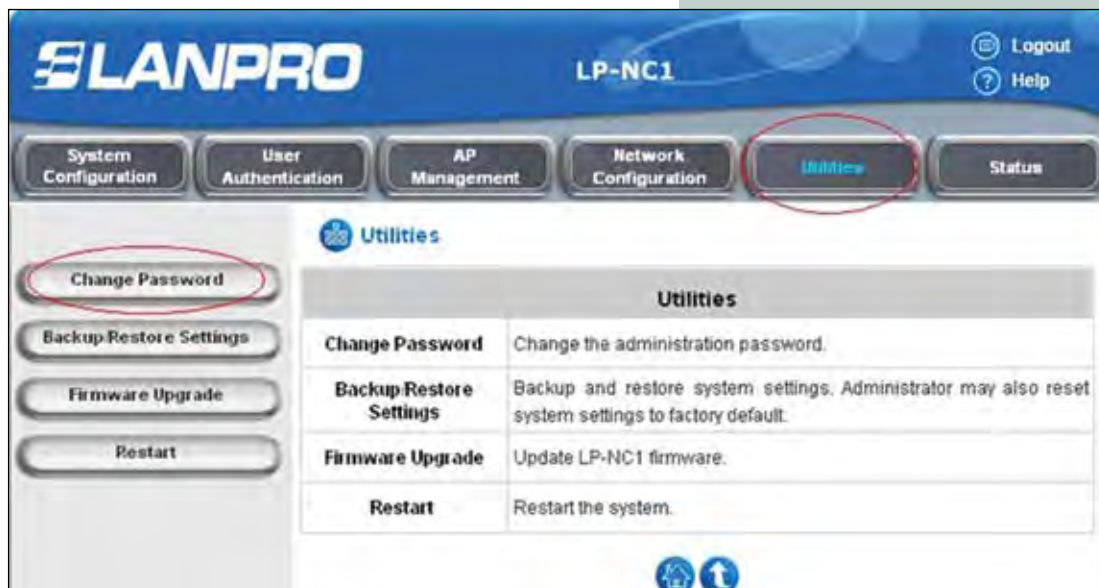 LANPRO
LP-NC1
Logout
Help
System Configuration
User Authentication
AP Management
Network Configuration
Utilities
Status
Change Password
Backup/Restore Settings
Firmware Upgrade
Restart
Utilities
Utilities
Change Password
Change the administration password.
Backup/Restore
Settings
Backup and restore system settings. Administrator may also reset
system settings to factory default.
Firmware Upgrade
Update LP-NC1 firmware.
Restart
Restart the system.